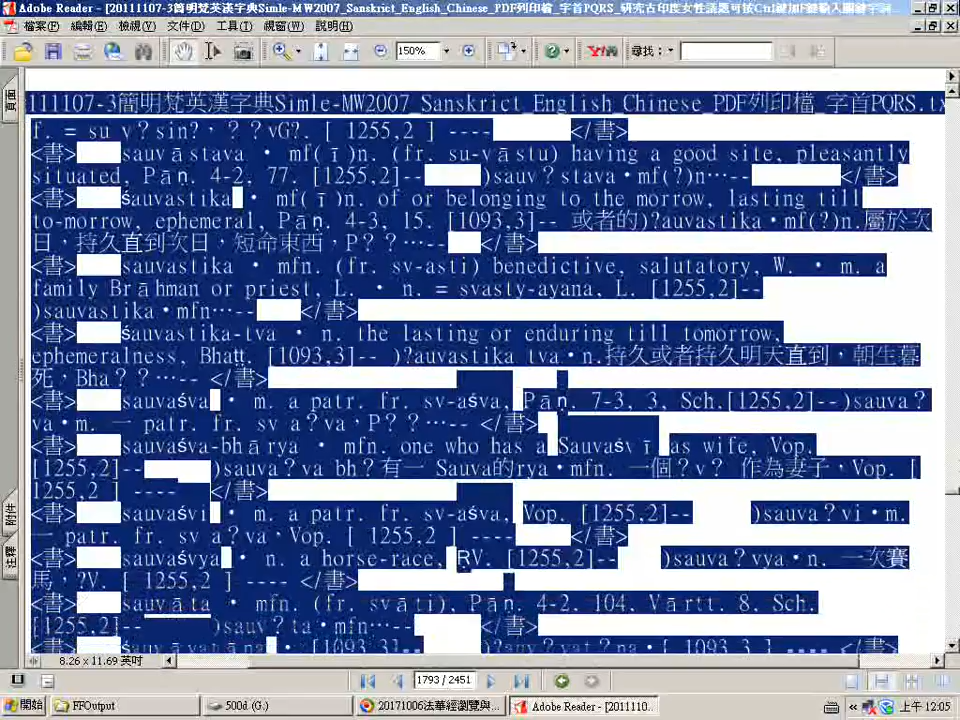 Adobe Reader - [20111107-3簡明梵英漢字典Simle-MW2007_Sanskrict_English_Chinese_PDF列印檔_字首PQRS_研究古印度女性議題可按Ctrl鍵加F鍵輸入關鍵字詞
檔案(F) 編輯(E) 檢視(V) 文件(D) 工具(T) 視窗(W) 說明(H)
150% 尋找：
頁面
111107-3簡明梵英漢字典Simle-MW2007_Sanskrict_English_Chinese_PDF列印檔_字首PQRS.tx
f. = su v？sin?，？？vG?. [ 1255,2 ] ---- </書>
<書> sauvāstava ‧ mf(ī)n. (fr. su-vāstu) having a good site, pleasantly
situated, Pāṇ. 4-2, 77. [1255,2]-- )sauv？stava‧mf(?)n…-- </書>
<書> śauvastika ‧ mf(ī)n. of or belonging to the morrow, lasting till
to-morrow, ephemeral, Pāṇ. 4-3, 15. [1093,3]-- 或者的)?auvastika‧mf(?)n.屬於次
日，持久直到次日，短命東西，P？？…-- </書>
<書> sauvastika ‧ mfn. (fr. sv-asti) benedictive, salutatory, W. ‧ m. a
family Brāhman or priest, L. ‧ n. = svasty-ayana, L. [1255,2]--
)sauvastika‧mfn…-- </書>
<書> śauvastika-tva ‧ n. the lasting or enduring till tomorrow,
ephemeralness, Bhaṭṭ. [1093,3]-- )?auvastika tva‧n.持久或者持久明天直到，朝生暮
死，Bha？？…-- </書>
<書> sauvaśva ‧ m. a patr. fr. sv-aśva, Pāṇ. 7-3, 3, Sch.[1255,2]--)sauva？
va‧m. 一 patr. fr. sv a？va，P？？…-- </書>
<書> sauvaśva-bhārya ‧ mfn. one who has a Sauvaśvī as wife, Vop.
[1255,2]-- )sauva？va bh？有一 Sauva的rya‧mfn. 一個？v？ 作為妻子，Vop. [
1255,2 ] ---- </書>
<書> sauvaśvi ‧ m. a patr. fr. sv-aśva, Vop. [1255,2]-- )sauva？vi‧m.
一 patr. fr. sv a？va，Vop. [ 1255,2 ] ---- </書>
<書> sauvaśvya ‧ n. a horse-race, RV. [1255,2]-- )sauva？vya‧n. 一次賽
馬，?V. [ 1255,2 ] ---- </書>
<書> sauvāta ‧ mfn. (fr. svāti), Pāṇ. 4-2, 104, Vārtt. 8, Sch.
[1255,2]-- )sauv？ta‧mfn…-- </書>
附件
註釋
8.26 x 11.69 英吋
1793 / 2451
開始 FFOutput 500d (G:) 20171006法華經瀏覽與... Adobe Reader - [2011110... 上午 12:05